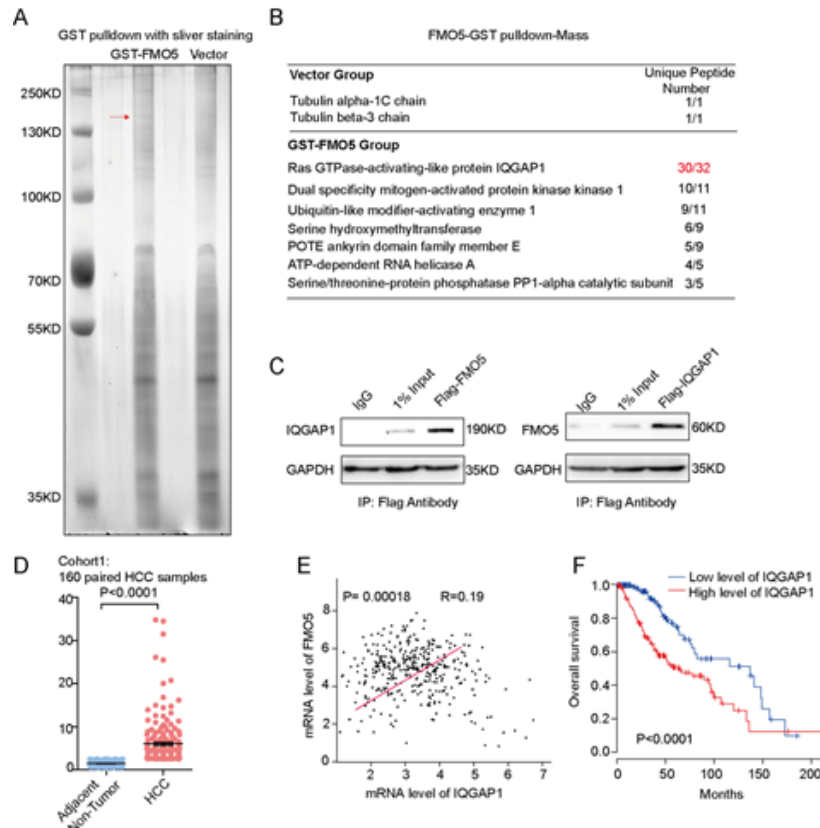 A
GST pulldown with sliver staining
GST-FMO5 Vector
250KD
130KD
100KD
70KD
55KD
35KD
B
FMO5-GST pulldown-Mass
Vector Group Unique Peptide Number
Tubulin alpha-1C chain 1/1
Tubulin beta-3 chain 1/1
GST-FMO5 Group
Ras GTPase-activating-like protein IQGAP1 30/32
Dual specificity mitogen-activated protein kinase kinase 1 10/11
Ubiquitin-like modifier-activating enzyme 1 9/11
Serine hydroxymethyltransferase 6/9
POTE ankyrin domain family member E 5/9
ATP-dependent RNA helicase A 4/5
Serine/threonine-protein phosphatase PP1-alpha catalytic subunit 3/5
C
IgG 1% Input Flag-FMO5
IQGAP1 190KD
GAPDH 35KD
IP: Flag Antibody
IgG 1% Input Flag-IQGAP1
FMO5 60KD
GAPDH 35KD
IP: Flag Antibody
D
Cohort1:
160 paired HCC samples
P<0.0001
40
30
20
10
0
Adjacent
Non-Tumor
HCC
E
P= 0.00018 R=0.19
mRNA level of FMO5
8
6
4
2
0
2 3 4 5 6 7
mRNA level of IQGAP1
F
Low level of IQGAP1
High level of IQGAP1
Overall survival
1.0
0.8
0.6
0.4
0.2
0.0
P<0.0001
0 50 100 150 200
Months